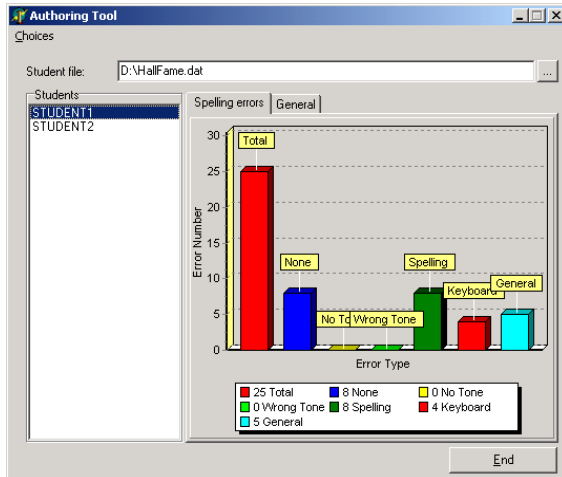 Authoring Tool
Choices
Student file: D:\HallFame.dat ...
Students
STUDENT1
STUDENT2
Spelling errors General
30
25
20
15
10
5
0
Error Number
Total
None
No To
Wrong Tone
Spelling
Keyboard
General
Error Type
25 Total 8 None 0 No Tone
0 Wrong Tone 8 Spelling 4 Keyboard
5 General
End